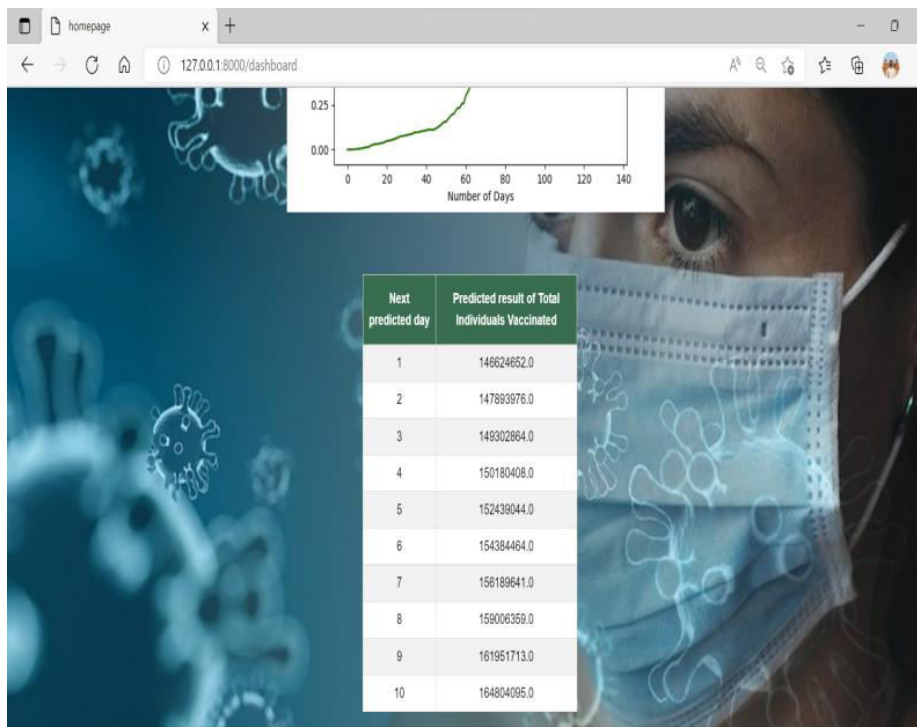 homepage
127.0.0.1:8000/dashboard
0.25
0.00
0 20 40 60 80 100 120 140
Number of Days
Next predicted day
Predicted result of Total Individuals Vaccinated
1 146624652.0
2 147893976.0
3 149302864.0
4 150180408.0
5 152439044.0
6 154384464.0
7 156189641.0
8 159006359.0
9 161951713.0
10 164804095.0